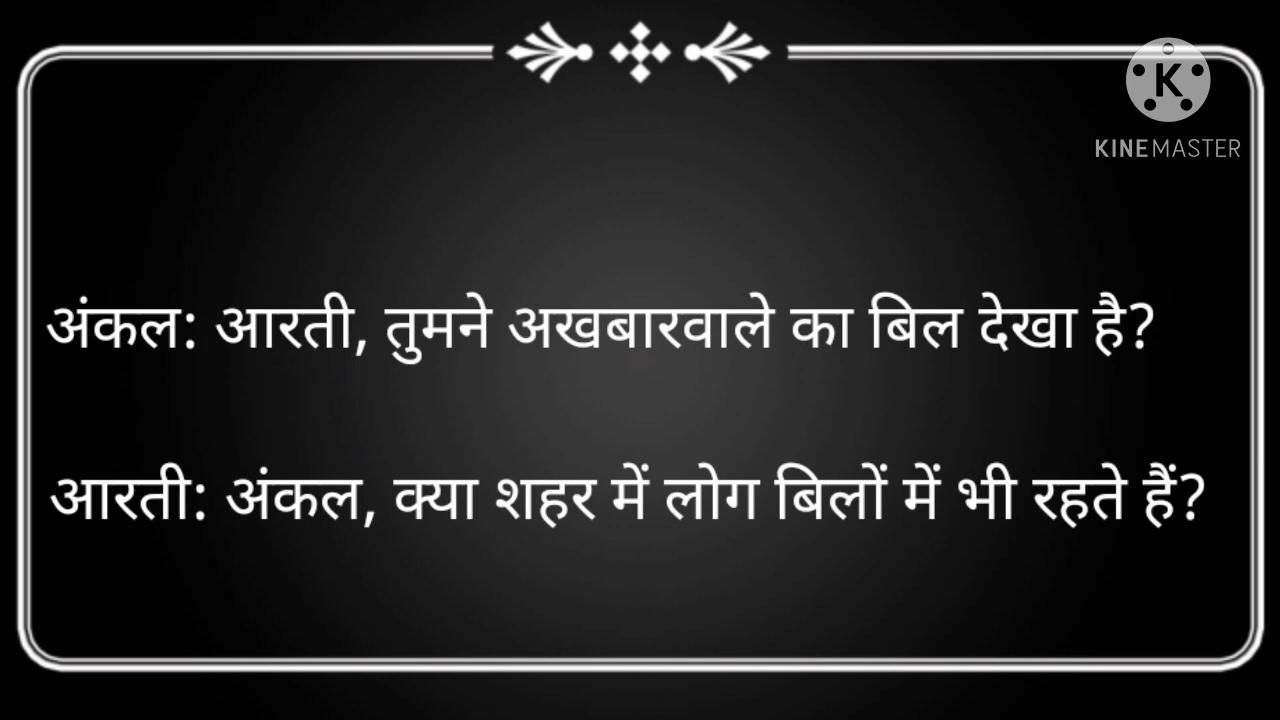 KINEMASTER
अंकल: आरती, तुमने अखबारवाले का बिल देखा है?
आरती: अंकल, क्या शहर में लोग बिलों में भी रहते हैं?